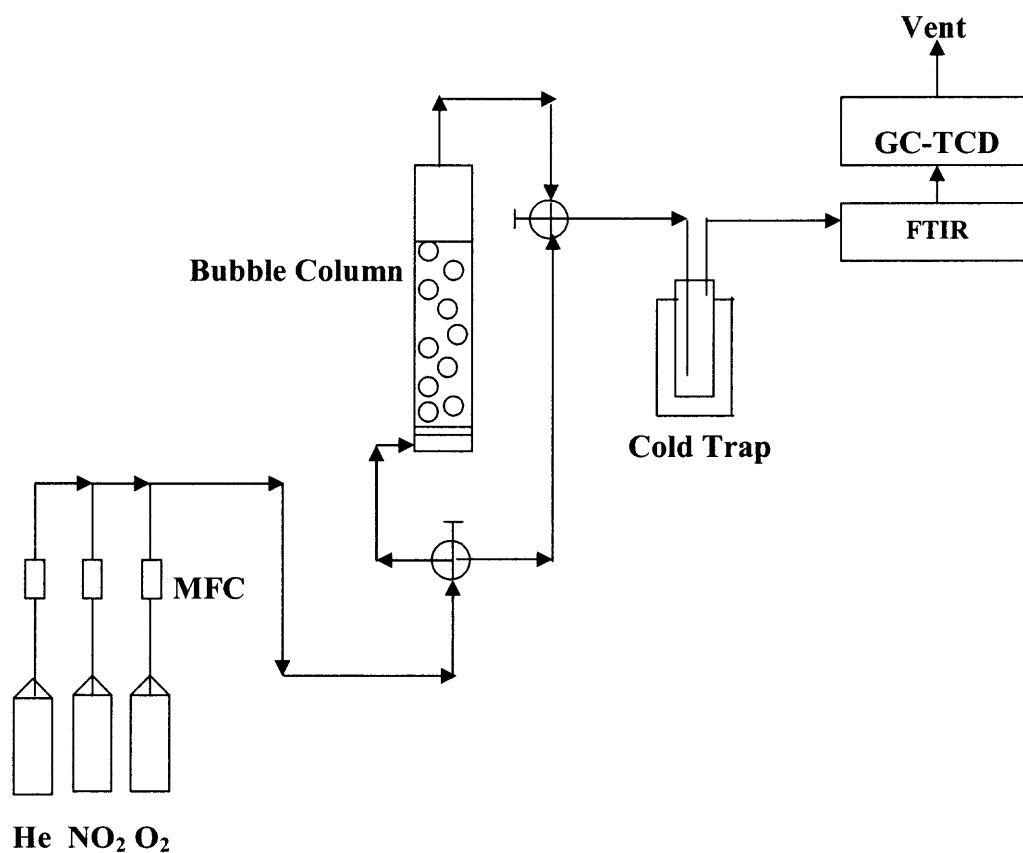 Vent
GC-TCD
FTIR
Bubble Column
Cold Trap
MFC
He NO₂ O₂